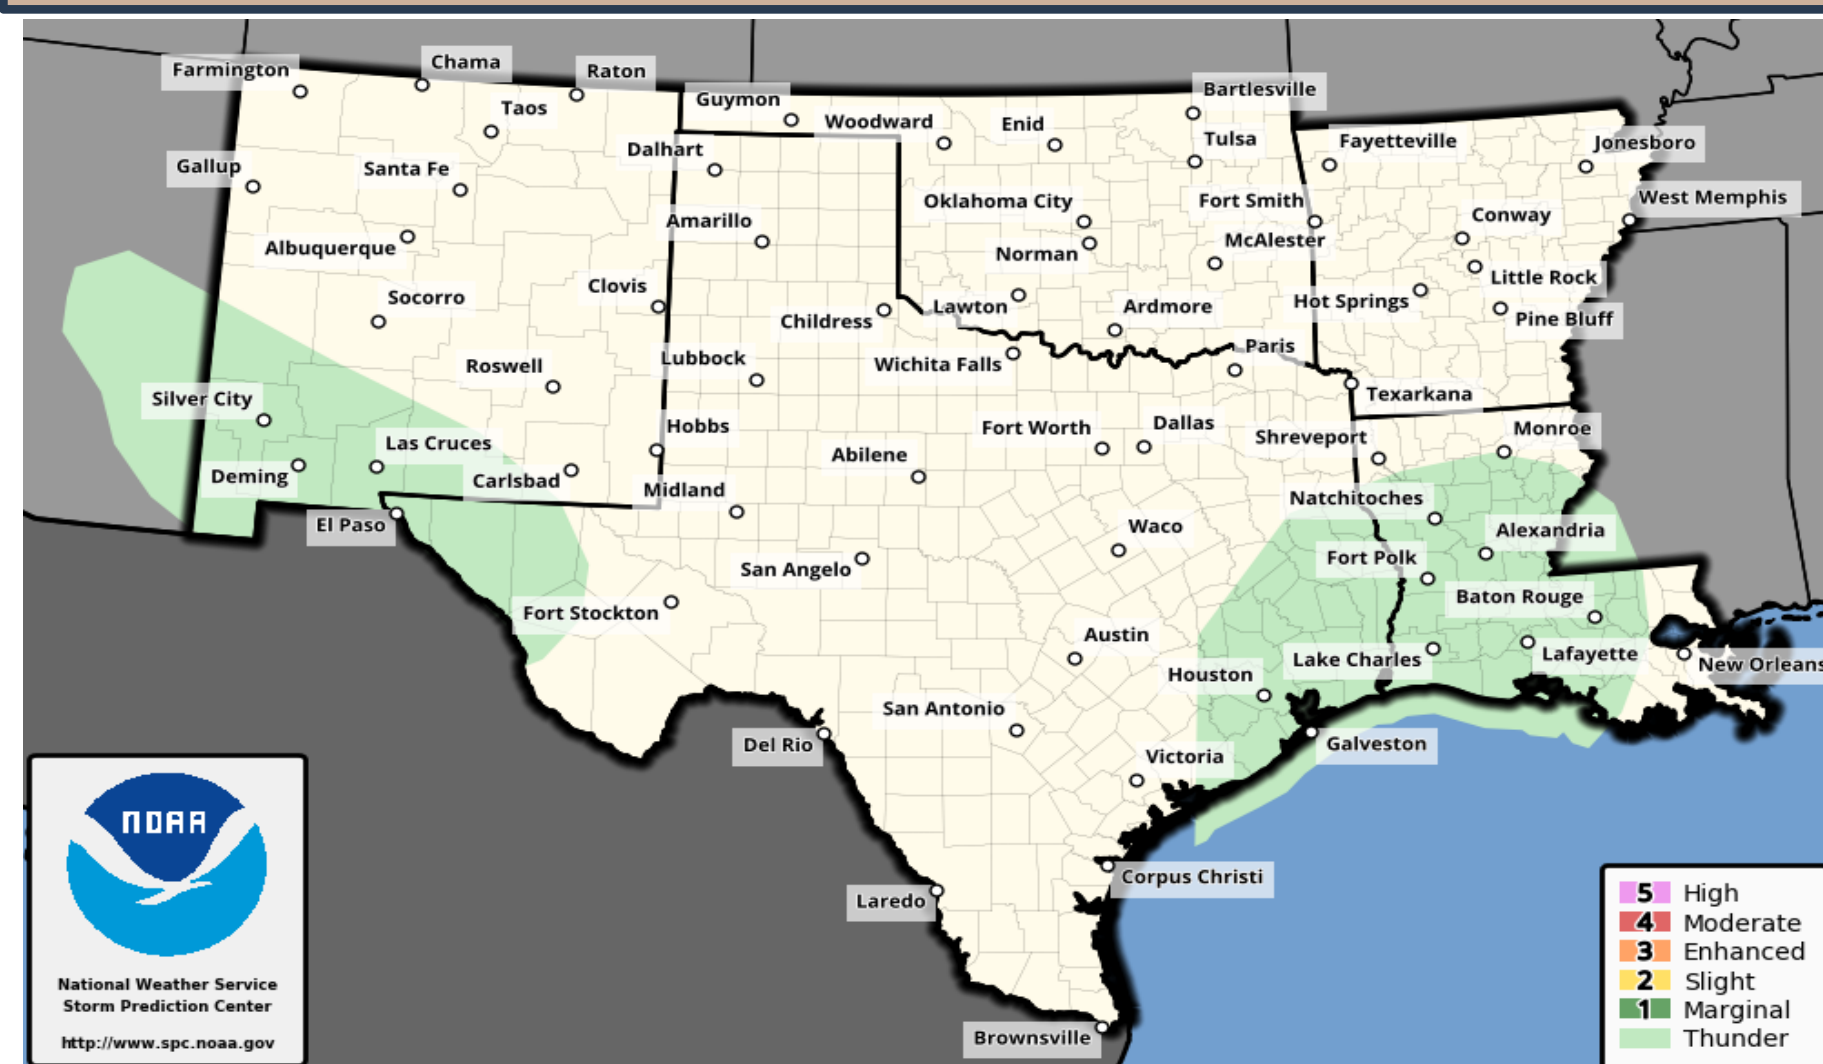 Farmington
Chama
Raton
Taos
Guymon
Woodward
Enid
Bartlesville
Tulsa
Fayetteville
Jonesboro
Gallup
Santa Fe
Dalhart
Oklahoma City
Fort Smith
Conway
West Memphis
Albuquerque
Amarillo
Norman
McAlester
Little Rock
Socorro
Clovis
Childress
Lawton
Ardmore
Hot Springs
Pine Bluff
Roswell
Lubbock
Wichita Falls
Paris
Texarkana
Silver City
Las Cruces
Hobbs
Abilene
Fort Worth
Dallas
Shreveport
Monroe
Deming
Carlsbad
Midland
Natchitoches
El Paso
Waco
Alexandria
San Angelo
Fort Polk
Fort Stockton
Baton Rouge
Austin
Houston
Lake Charles
Lafayette
New Orleans
San Antonio
Del Rio
Victoria
Galveston
Laredo
Corpus Christi
Brownsville
NOAA
National Weather Service
Storm Prediction Center
http://www.spc.noaa.gov
5 High
4 Moderate
3 Enhanced
2 Slight
1 Marginal
Thunder